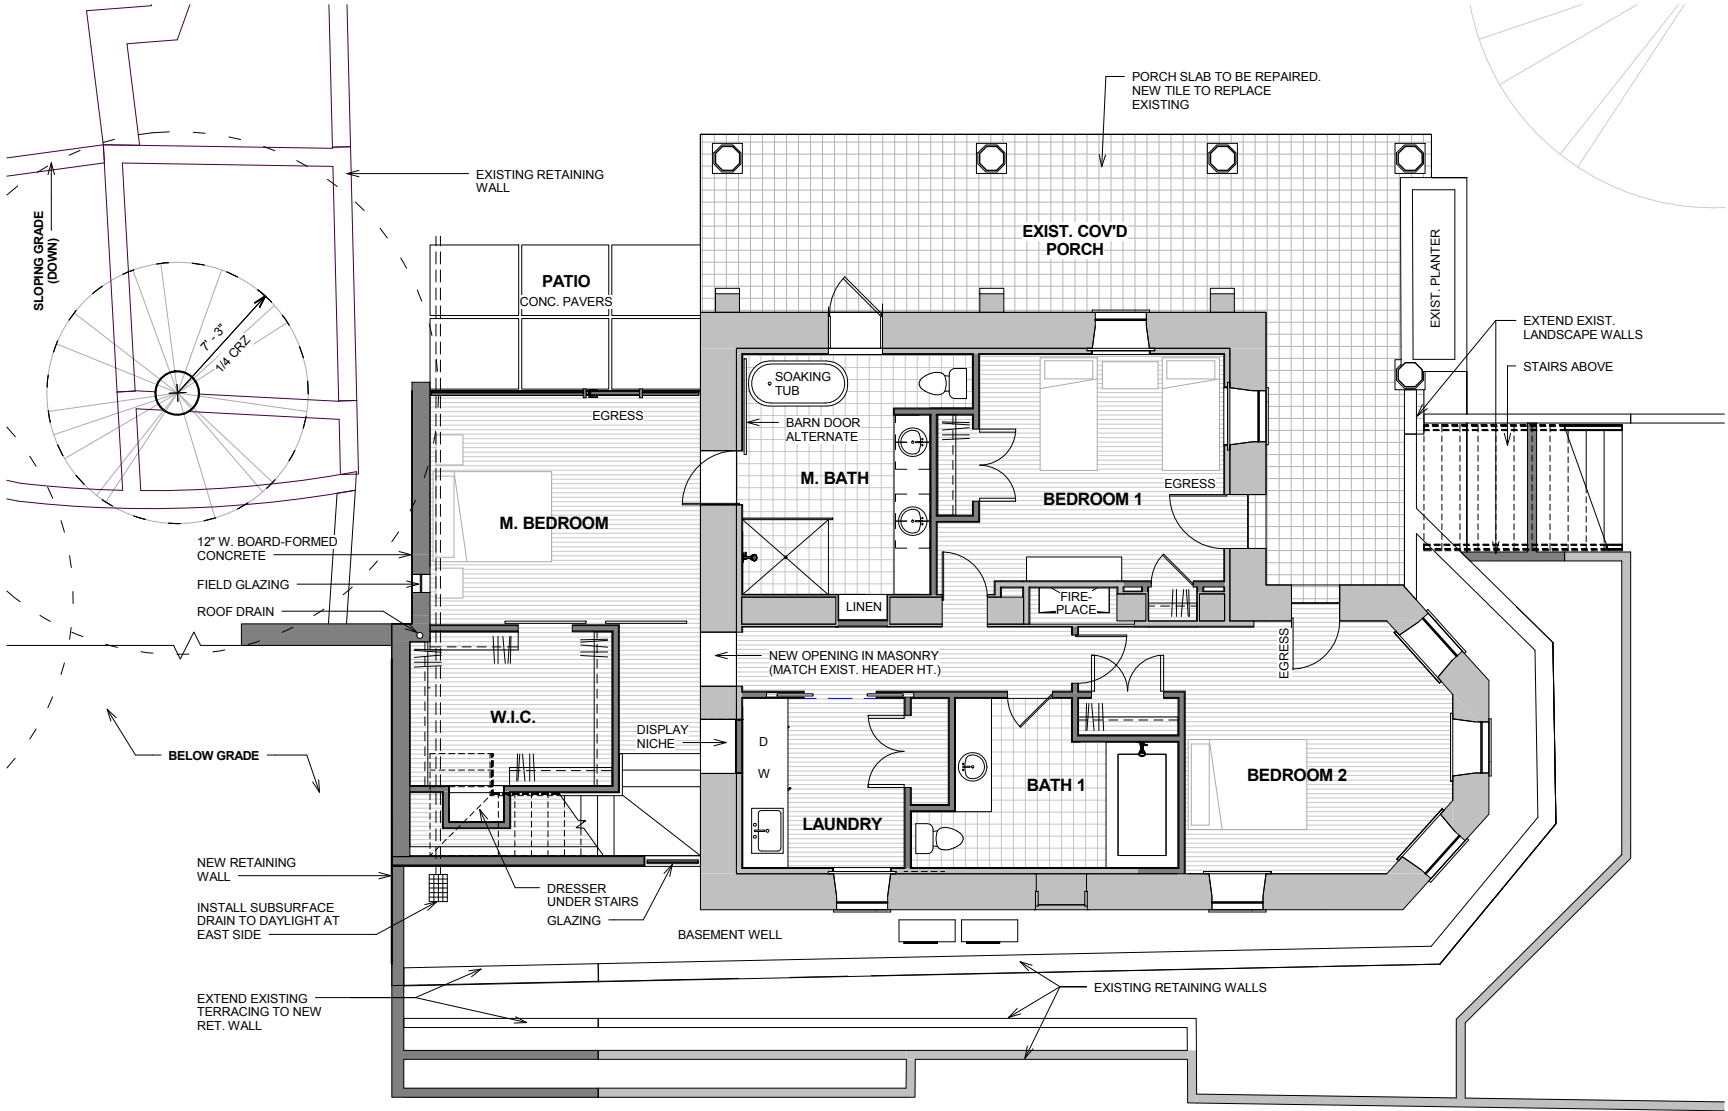 PORCH SLAB TO BE REPAIRED.
NEW TILE TO REPLACE
EXISTING
EXISTING RETAINING
WALL
SLOPING GRADE
(DOWN)
EXIST. COV'D
PORCH
EXIST. PLANTER
PATIO
CONC. PAVERS
7' - 3"
1/4 CRZ
EXTEND EXIST.
LANDSCAPE WALLS
STAIRS ABOVE
SOAKING
TUB
EGRESS
BARN DOOR
ALTERNATE
M. BATH
EGRESS
BEDROOM 1
M. BEDROOM
12" W. BOARD-FORMED
CONCRETE
FIELD GLAZING
ROOF DRAIN
LINEN
FIRE-
PLACE
EGRESS
NEW OPENING IN MASONRY
(MATCH EXIST. HEADER HT.)
W.I.C.
DISPLAY
NICHE
D
W
BELOW GRADE
BEDROOM 2
BATH 1
LAUNDRY
NEW RETAINING
WALL
DRESSER
UNDER STAIRS
GLAZING
INSTALL SUBSURFACE
DRAIN TO DAYLIGHT AT
EAST SIDE
BASEMENT WELL
EXTEND EXISTING
TERRACING TO NEW
RET. WALL
EXISTING RETAINING WALLS